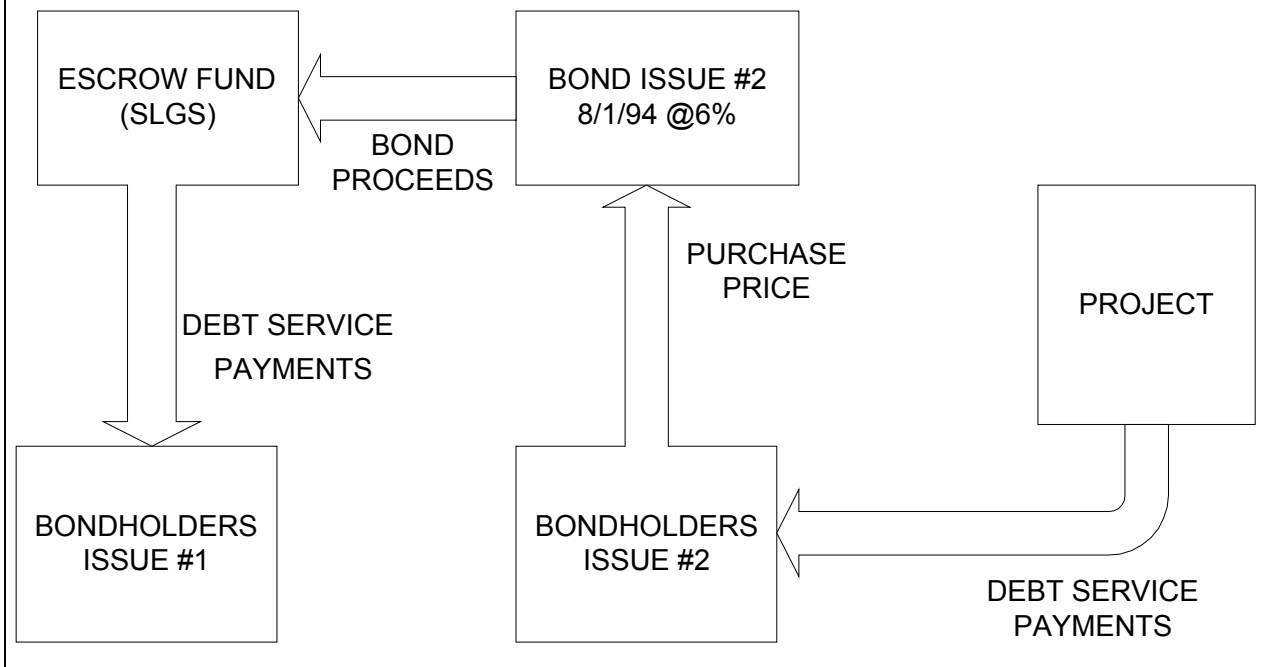 ESCROW FUND
(SLGS)
BOND ISSUE #2
8/1/94 @6%
BOND
PROCEEDS
PURCHASE
PRICE
PROJECT
DEBT SERVICE
PAYMENTS
BONDHOLDERS
ISSUE #1
BONDHOLDERS
ISSUE #2
DEBT SERVICE
PAYMENTS